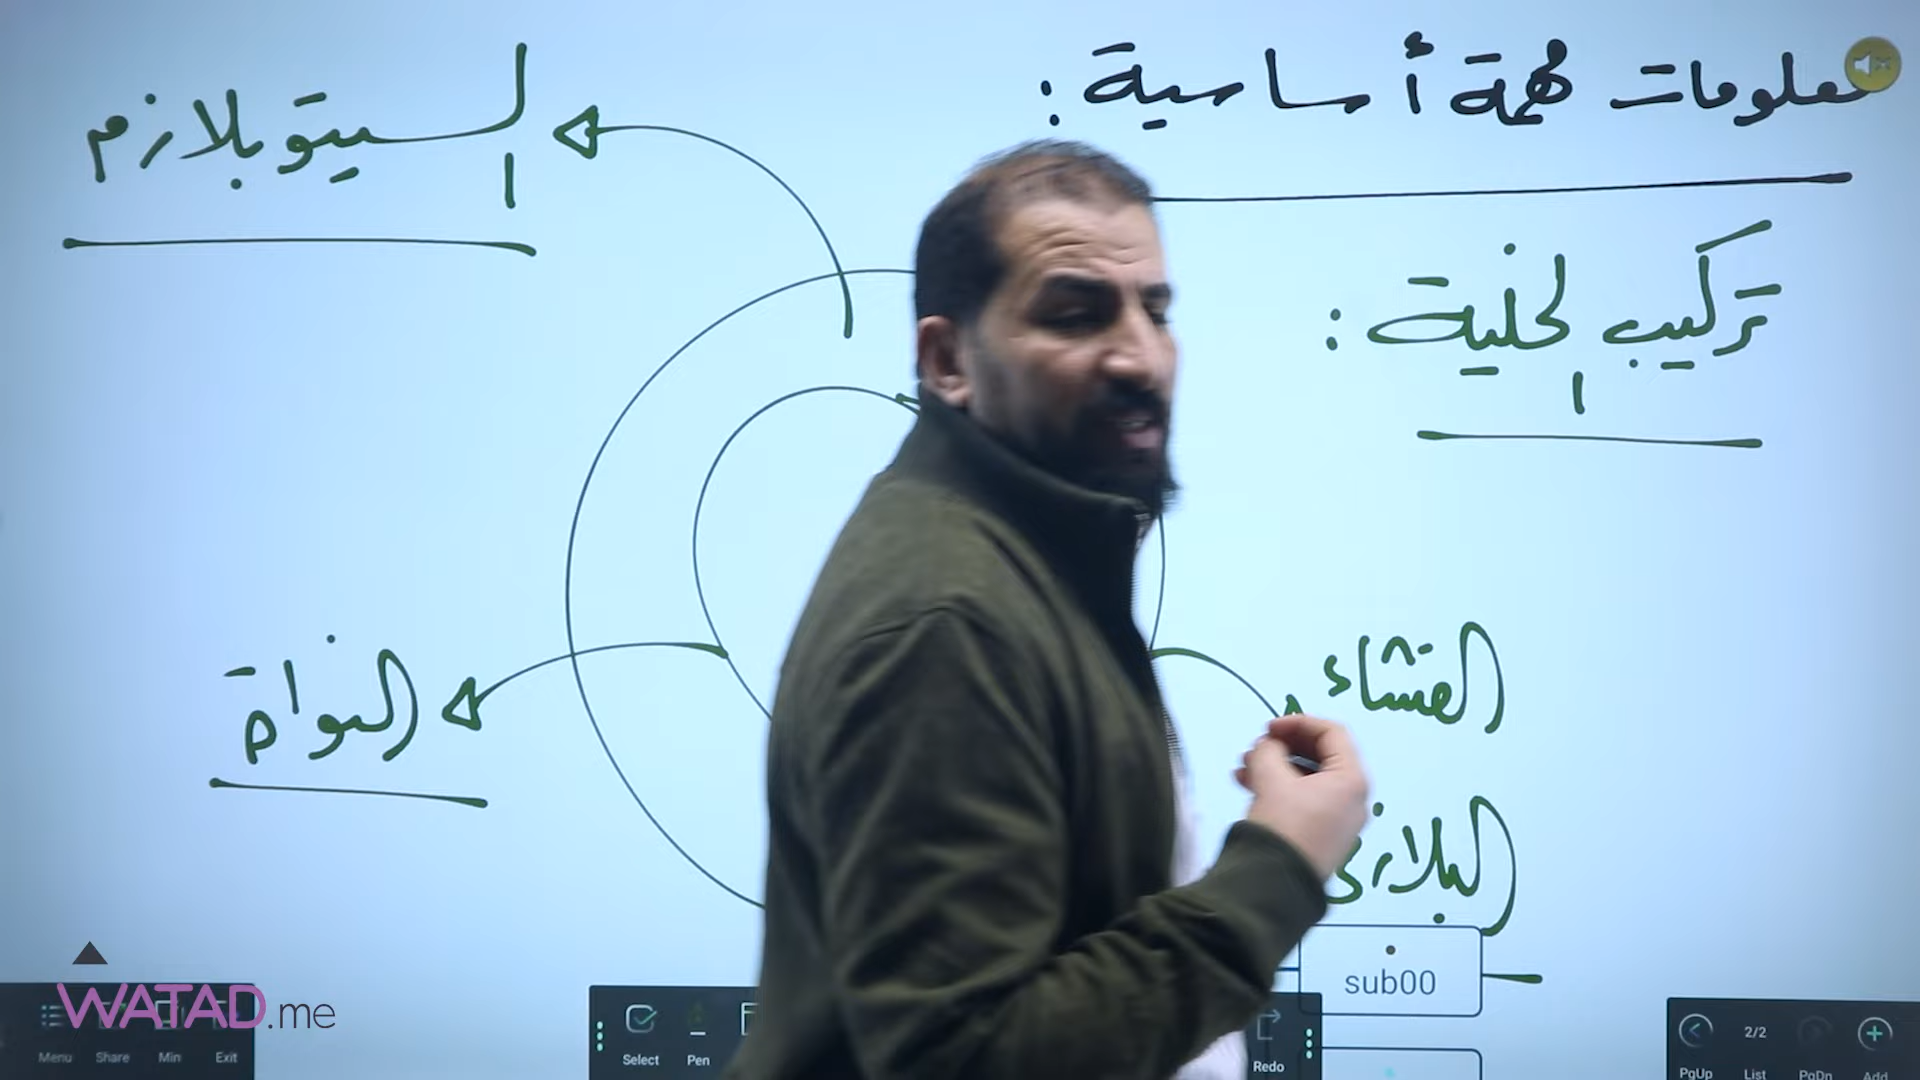 معلومات مهمة أساسية :
تركيب الخلية :
السيتوبلازم
الغشاء
النواة
البلازمي
sub00
WATAD.me
Menu Share Min Exit
Select Pen
Redo
2/2
PgUp List PgDn Add